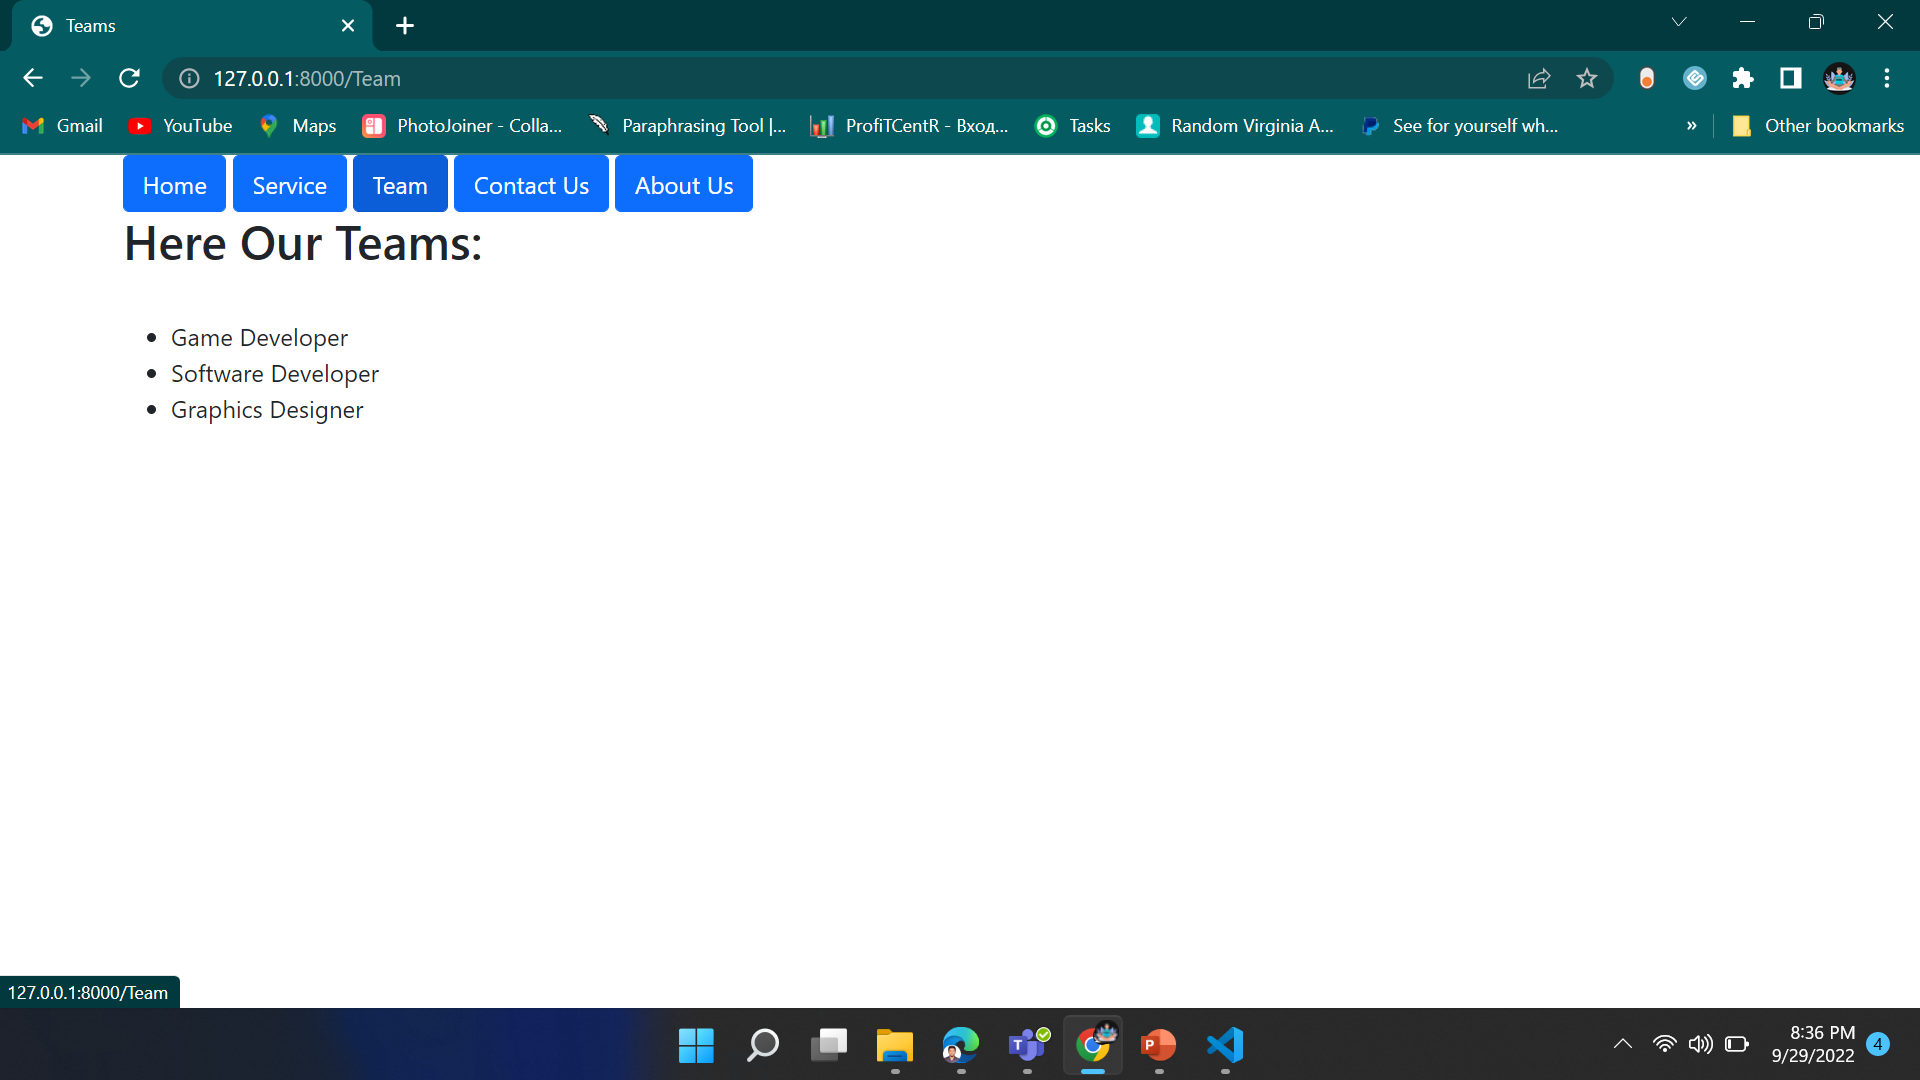 Teams
127.0.0.1:8000/Team
Gmail YouTube Maps PhotoJoiner - Colla... Paraphrasing Tool |... ProfiTCentR - Вход... Tasks Random Virginia A... See for yourself wh... » Other bookmarks
Home Service Team Contact Us About Us
Here Our Teams:
Game Developer
Software Developer
Graphics Designer
127.0.0.1:8000/Team
8:36 PM
9/29/2022 4